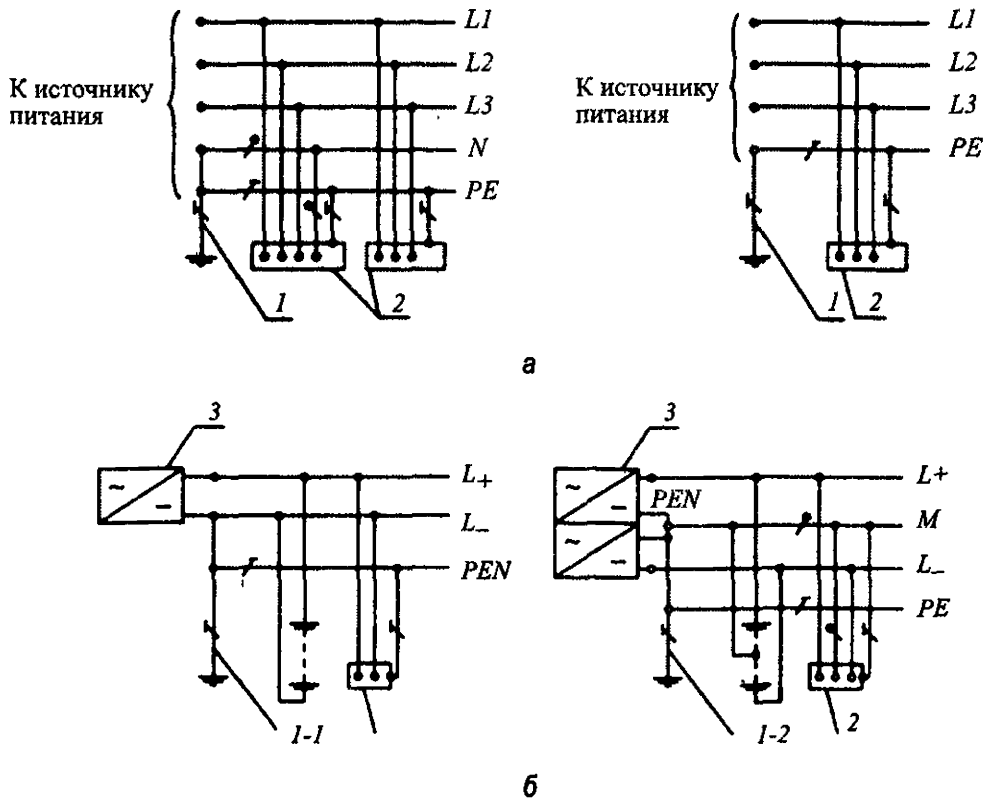 L1
L2
L3
N
PE
К источнику
питания
1
2
L1
L2
L3
PE
К источнику
питания
1
2
а
3
~
–
L+
L–
PEN
1-1
3
~
–
~
–
PEN
L+
M
L–
PE
1-2
2
б